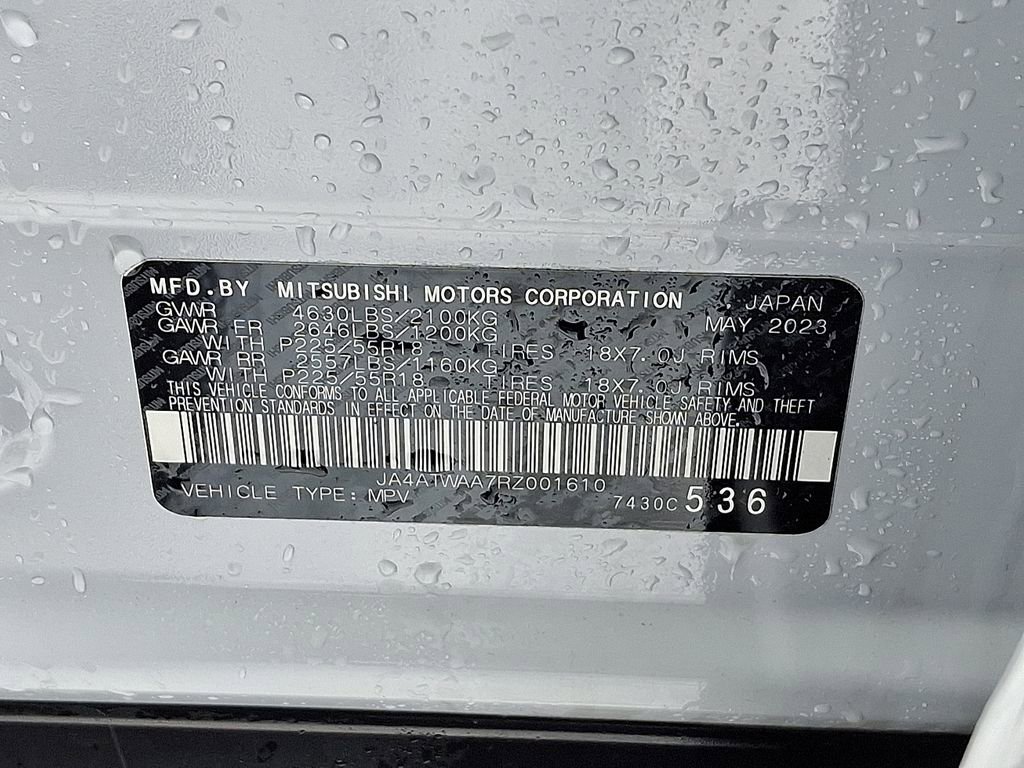 MFD.BY MITSUBISHI MOTORS CORPORATION JAPAN
GVWR 4630LBS/2100KG MAY 2023
GAWR FR 2646LBS/1200KG
WITH P225/55R18 TIRES 18X7.0J RIMS
GAWR RR 2557LBS/1160KG
WITH P225/55R18 TIRES 18X7.0J RIMS
THIS VEHICLE CONFORMS TO ALL APPLICABLE FEDERAL MOTOR VEHICLE SAFETY AND THEFT
PREVENTION STANDARDS IN EFFECT ON THE DATE OF MANUFACTURE SHOWN ABOVE.
JA4ATWAA7RZ001610
VEHICLE TYPE: MPV 7430C 536